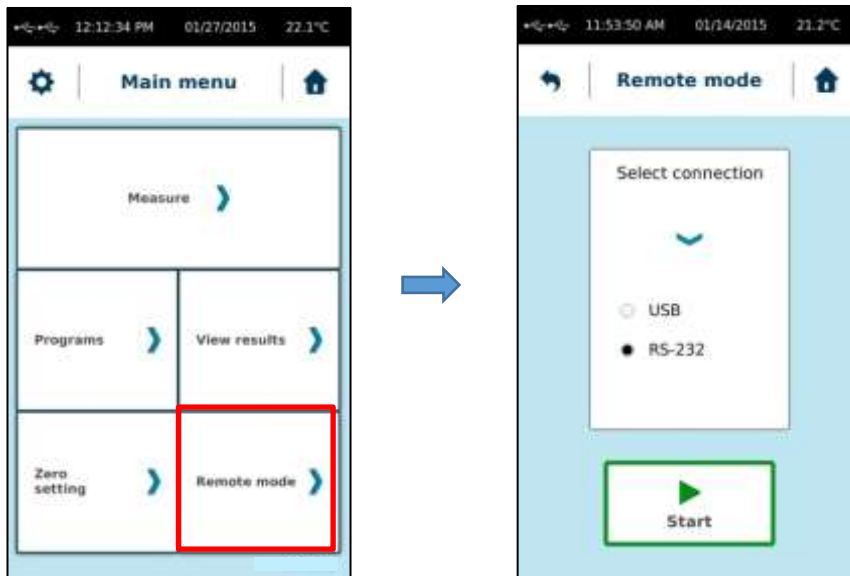 12:12:34 PM 01/27/2015 22.1°C
Main menu
Measure
Programs
View results
Zero
setting
Remote mode
11:53:50 AM 01/14/2015 21.2°C
Remote mode
Select connection
USB
RS-232
Start